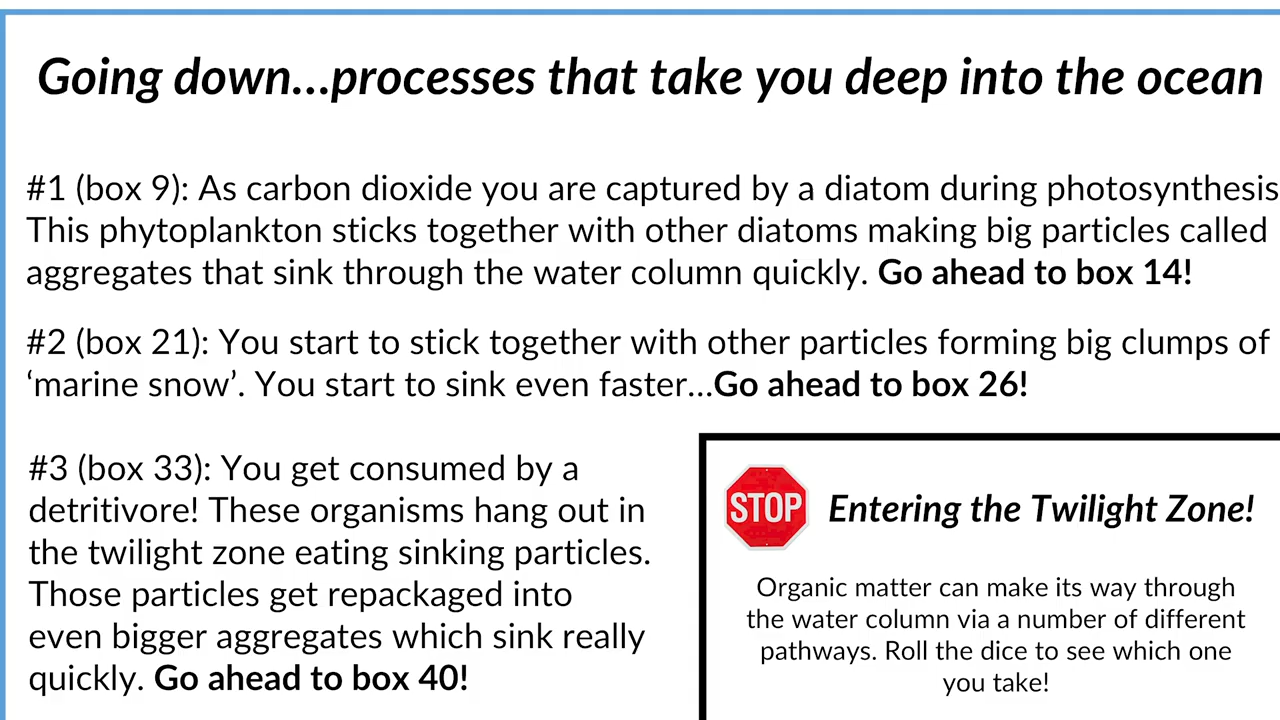 Going down...processes that take you deep into the ocean
#1 (box 9): As carbon dioxide you are captured by a diatom during photosynthesis
This phytoplankton sticks together with other diatoms making big particles called
aggregates that sink through the water column quickly. Go ahead to box 14!
#2 (box 21): You start to stick together with other particles forming big clumps of
‘marine snow’. You start to sink even faster...Go ahead to box 26!
#3 (box 33): You get consumed by a
detritivore! These organisms hang out in
the twilight zone eating sinking particles.
Those particles get repackaged into
even bigger aggregates which sink really
quickly. Go ahead to box 40!
STOP
Entering the Twilight Zone!
Organic matter can make its way through
the water column via a number of different
pathways. Roll the dice to see which one
you take!